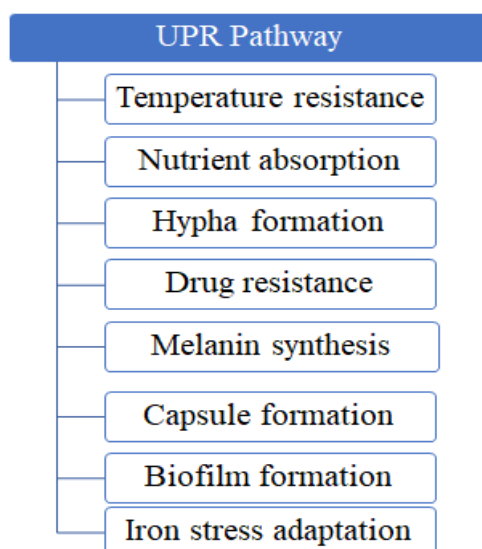 UPR Pathway
Temperature resistance
Nutrient absorption
Hypha formation
Drug resistance
Melanin synthesis
Capsule formation
Biofilm formation
Iron stress adaptation